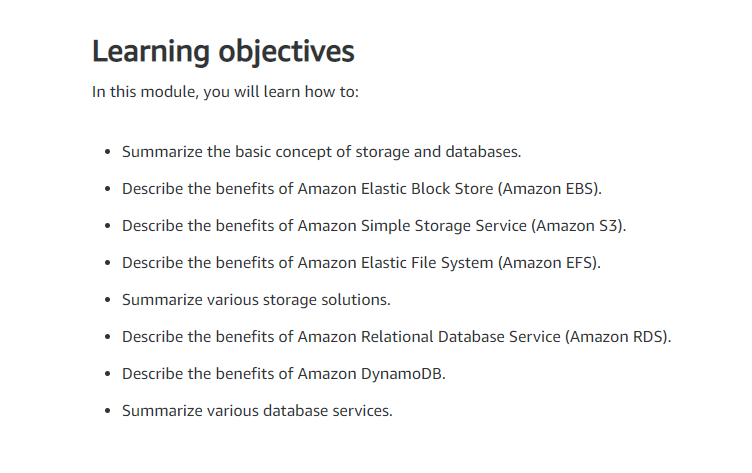 Learning objectives
In this module, you will learn how to:
• Summarize the basic concept of storage and databases.
• Describe the benefits of Amazon Elastic Block Store (Amazon EBS).
• Describe the benefits of Amazon Simple Storage Service (Amazon S3).
• Describe the benefits of Amazon Elastic File System (Amazon EFS).
• Summarize various storage solutions.
• Describe the benefits of Amazon Relational Database Service (Amazon RDS).
• Describe the benefits of Amazon DynamoDB.
• Summarize various database services.